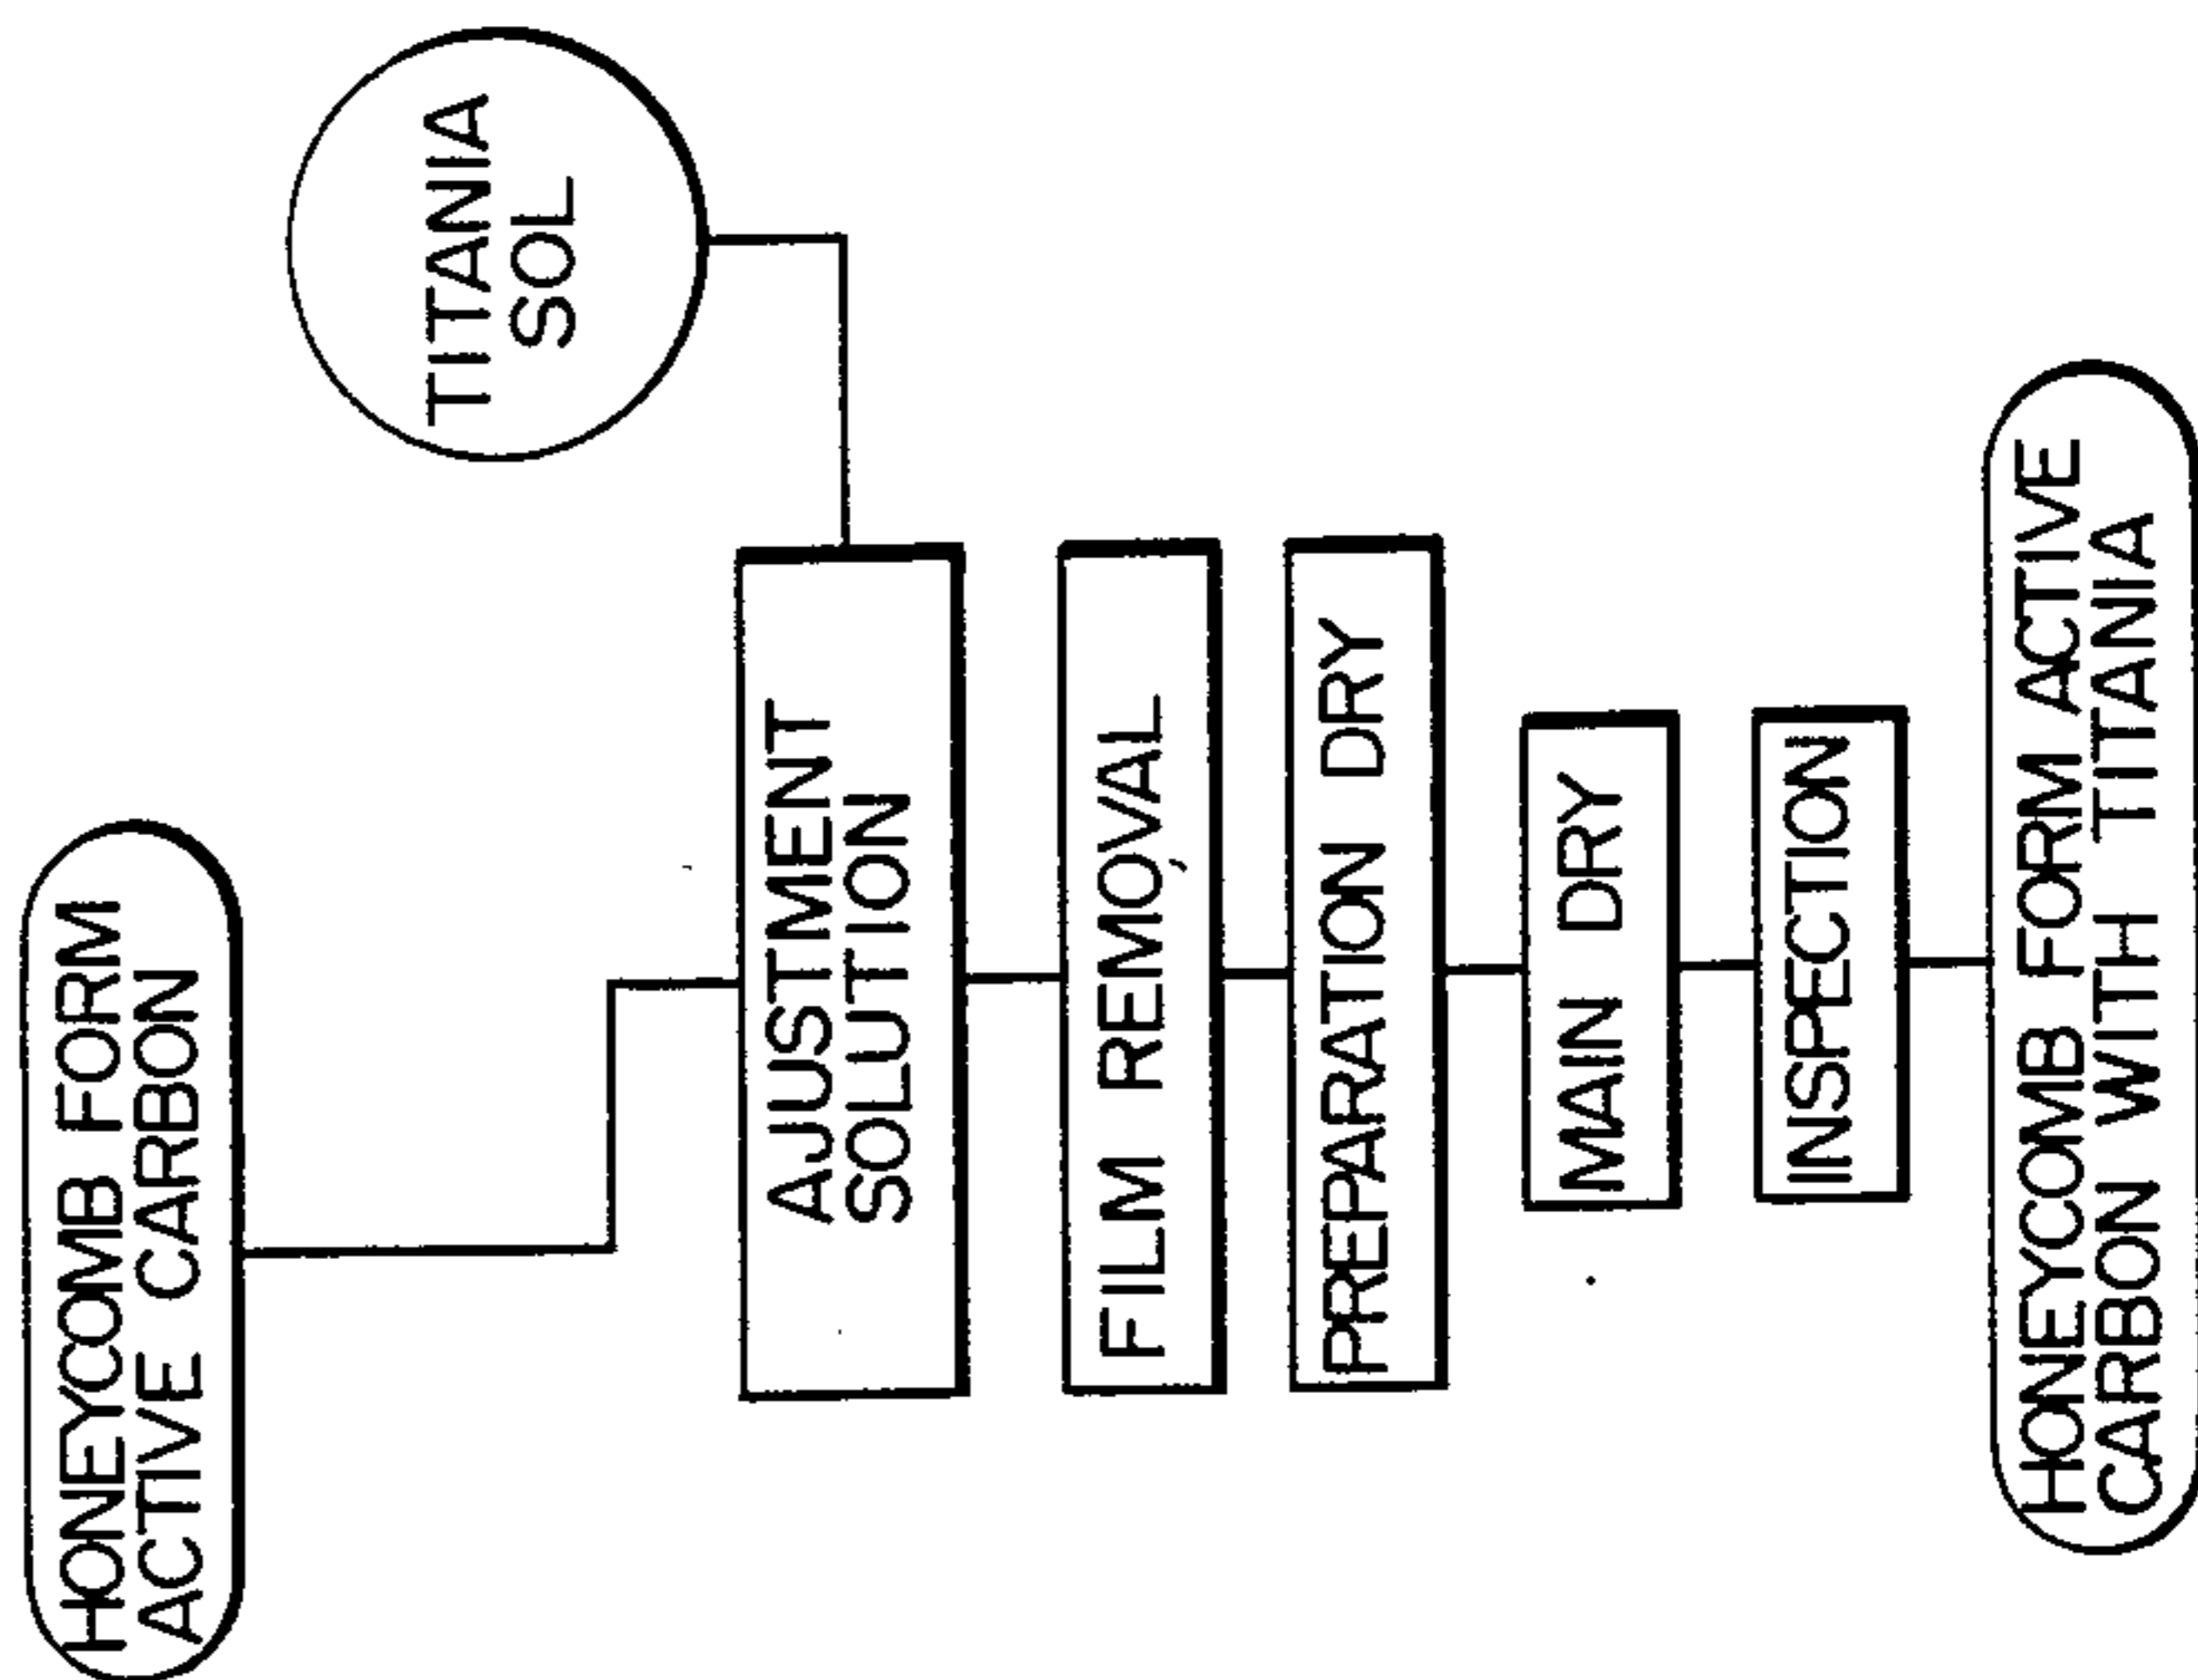 HONEYCOMB FORM
ACTIVE CARBON
TITANIA
SOL
AJUSTMENT
SOLUTION
FILM REMOVAL
PREPARATION DRY
MAIN DRY
INSPECTION
HONEYCOMB FORM ACTIVE
CARBON WITH TITANIA